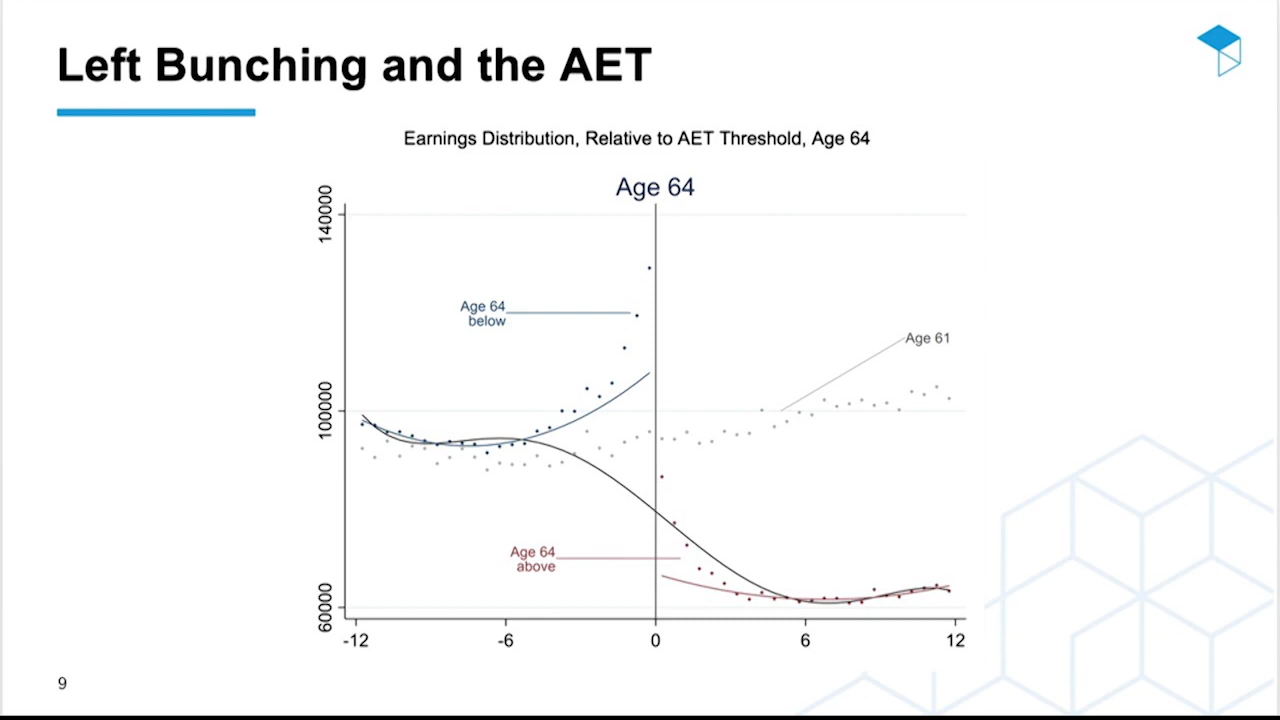 Left Bunching and the AET
Earnings Distribution, Relative to AET Threshold, Age 64
Age 64
140000
100000
60000
Age 64
below
Age 61
Age 64
above
-12
-6
0
6
12
9